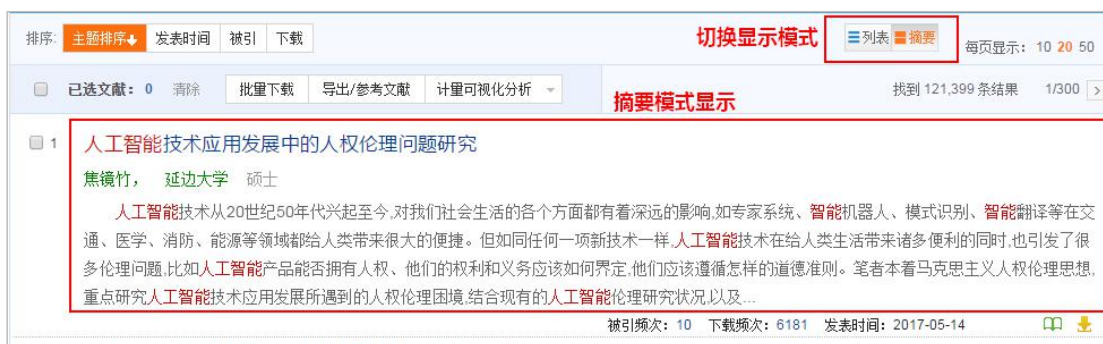 排序: 主题排序↓ 发表时间 被引 下载 切换显示模式 列表 摘要 每页显示: 10 20 50
已选文献: 0 清除 批量下载 导出/参考文献 计量可视化分析 找到 121,399 条结果 1/300 >
摘要模式显示
1 人工智能技术应用发展中的人权伦理问题研究
焦镜竹, 延边大学 硕士
人工智能技术从20世纪50年代兴起至今,对我们社会生活的各个方面都有着深远的影响,如专家系统、智能机器人、模式识别、智能翻译等在交
通、医学、消防、能源等领域都给人类带来很大的便捷。但如同任何一项新技术一样,人工智能技术在给人类生活带来诸多便利的同时,也引发了很
多伦理问题,比如人工智能产品能否拥有人权、他们的权利和义务应该如何界定,他们应该遵循怎样的道德准则。笔者本着马克思主义人权伦理思想,
重点研究人工智能技术应用发展所遇到的人权伦理困境,结合现有的人工智能伦理研究状况,以及...
被引频次: 10 下载频次: 6181 发表时间: 2017-05-14